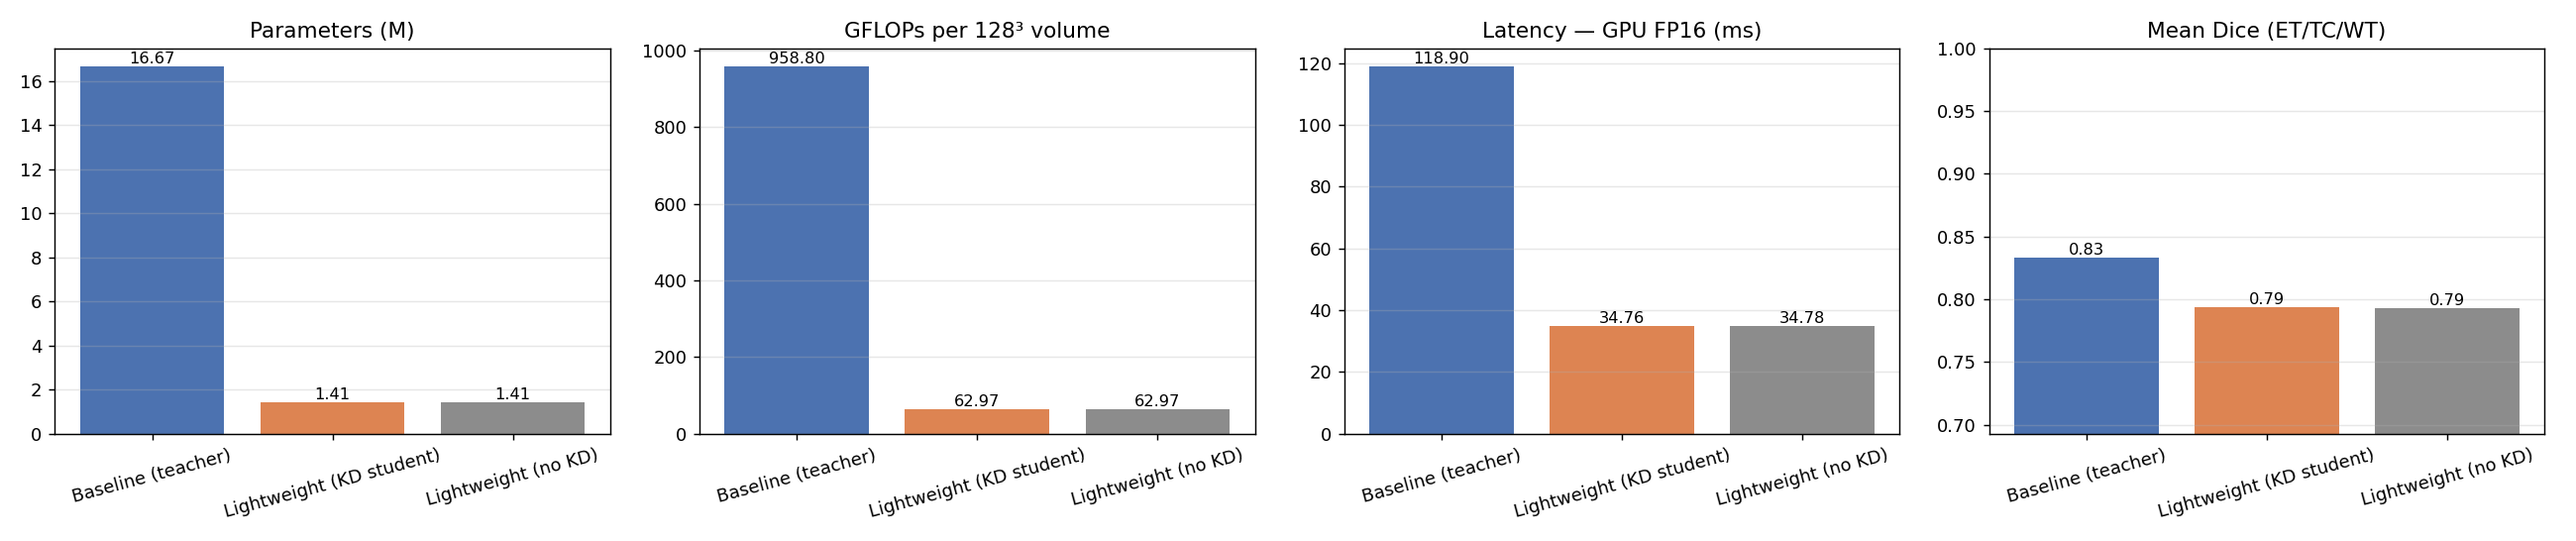 Parameters (M)
16
14
12
10
8
6
4
2
0
16.67
1.41
1.41
Baseline (teacher)
Lightweight (KD student)
Lightweight (no KD)
GFLOPs per 128³ volume
1000
800
600
400
200
0
958.80
62.97
62.97
Baseline (teacher)
Lightweight (KD student)
Lightweight (no KD)
Latency — GPU FP16 (ms)
120
100
80
60
40
20
0
118.90
34.76
34.78
Baseline (teacher)
Lightweight (KD student)
Lightweight (no KD)
Mean Dice (ET/TC/WT)
1.00
0.95
0.90
0.85
0.80
0.75
0.70
0.83
0.79
0.79
Baseline (teacher)
Lightweight (KD student)
Lightweight (no KD)